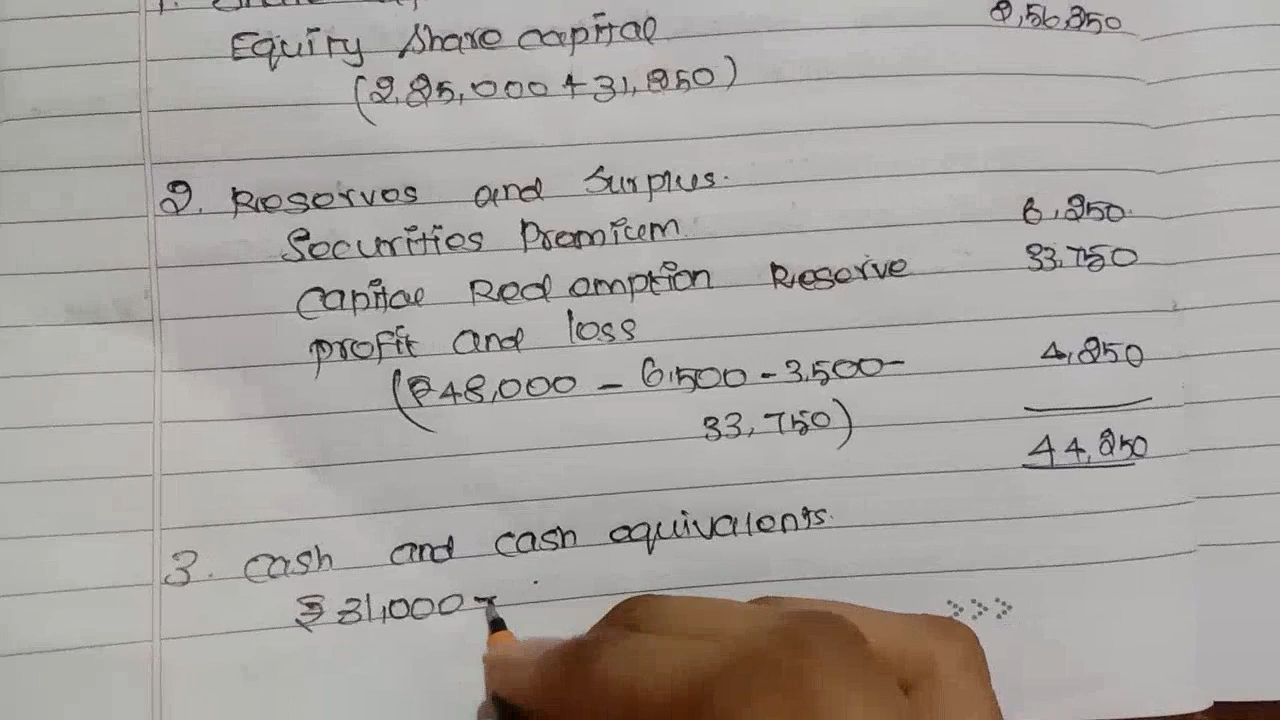 Equity Share capital 2,56,250
(2,25,000 + 31,250)
2. Reserves and Surplus.
Securities Premium 6,250.
Capital Redemption Reserve 33,750
profit and loss
(₹48,000 - 6,500 - 3,500 - 4,250
33,750)
44,250
3. Cash and cash equivalents.
₹31,000